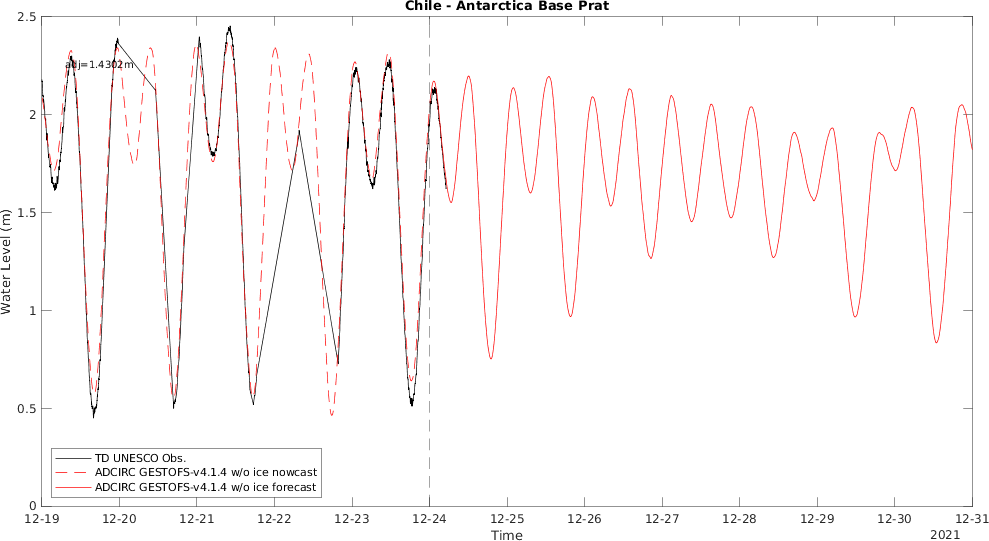 Chile - Antarctica Base Prat
2.5
adj=1.4302m
2
1.5
Water Level (m)
1
0.5
TD UNESCO Obs.
ADCIRC GESTOFS-v4.1.4 w/o ice nowcast
ADCIRC GESTOFS-v4.1.4 w/o ice forecast
0
12-19 12-20 12-21 12-22 12-23 12-24 12-25 12-26 12-27 12-28 12-29 12-30 12-31
Time
2021